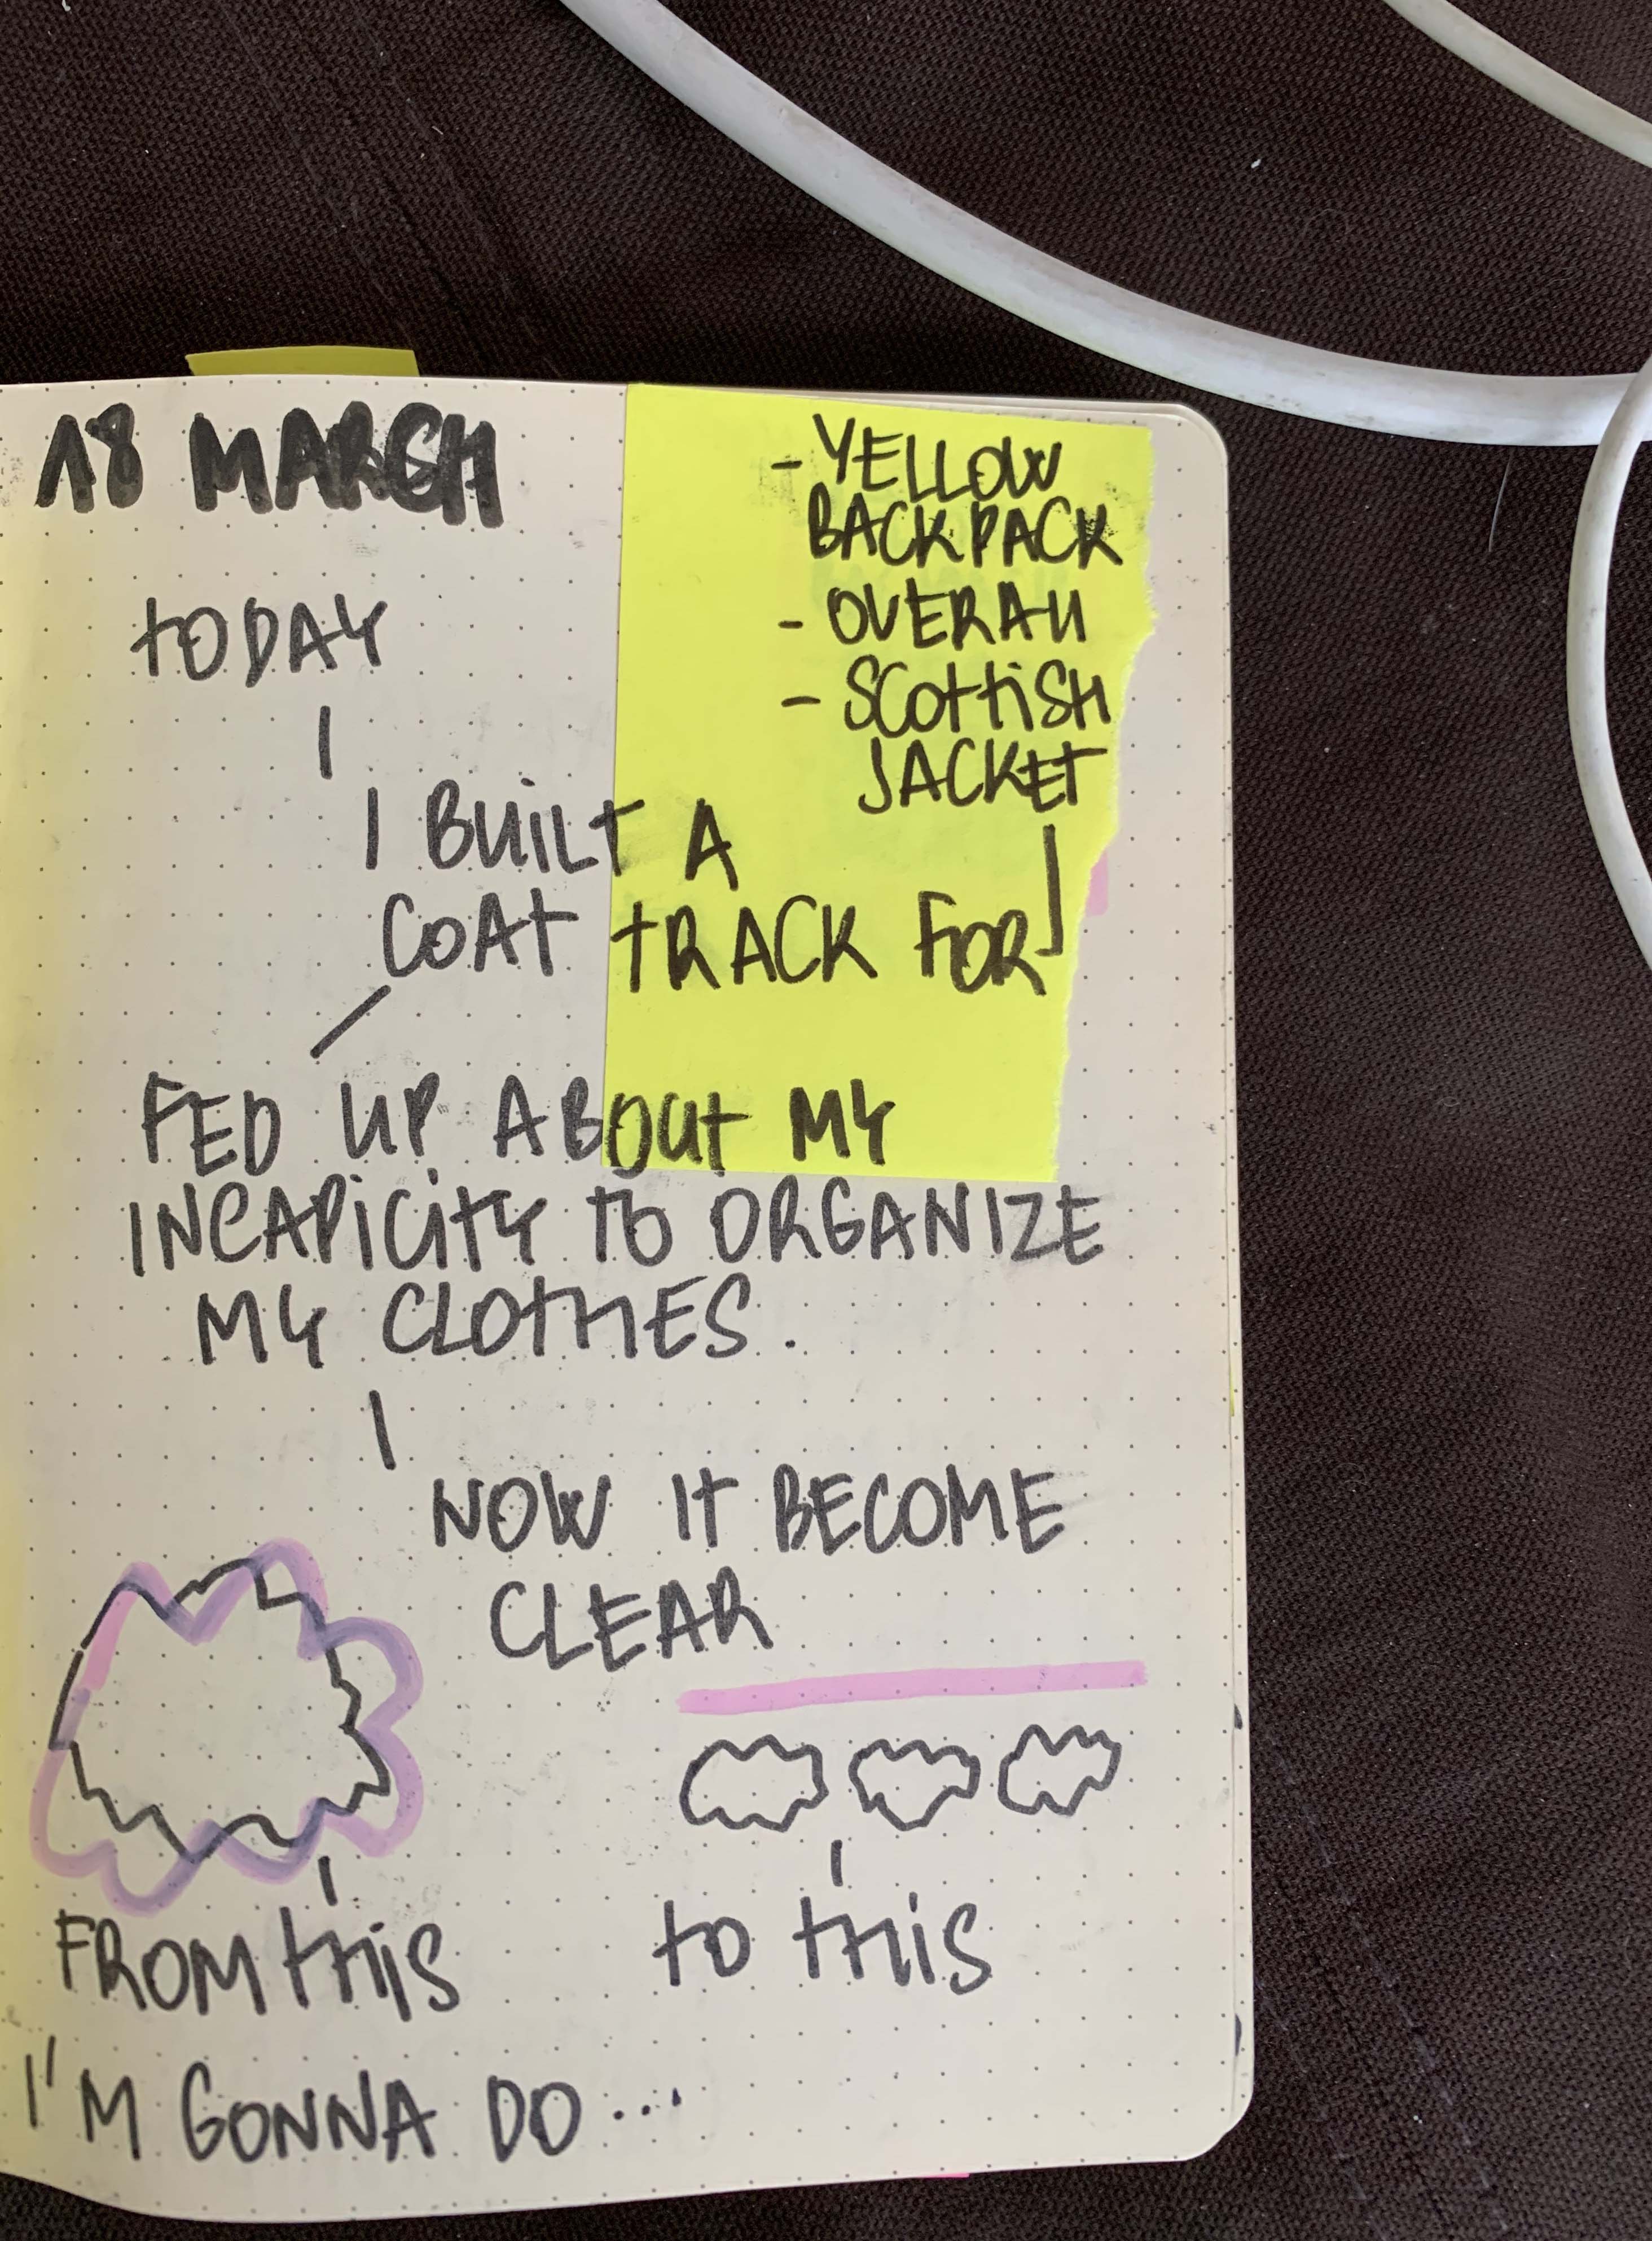 18 MARCH
- YELLOW
BACKPACK
- OVERALL
- SCOttiSH
JACKET
tODAY
I BUiLT A
COAt tRACK FOR
FED UP ABOUt MY
INCAPiCitY TO ORGANIZE
MY CLOtHES.
NOW It BECOME
CLEAR
FROM tHiS
to tHiS
I'M GONNA DO...